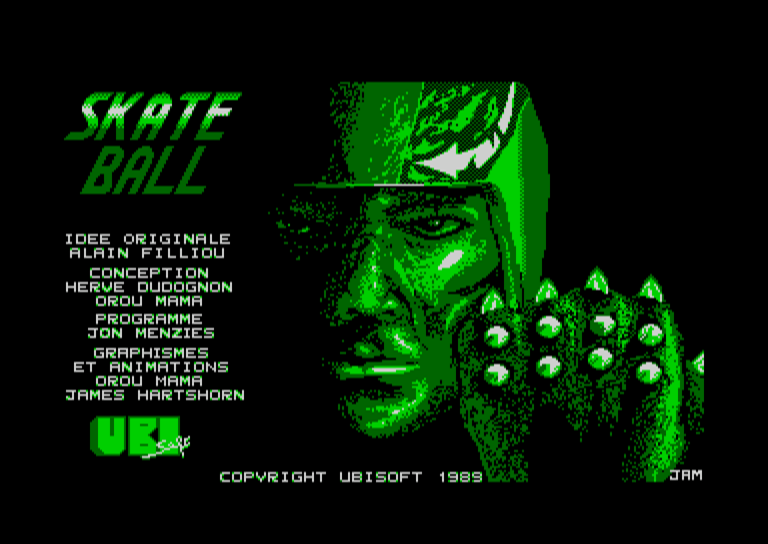 SKATE
BALL
IDEE ORIGINALE
ALAIN FILLIOU
CONCEPTION
HERVE DUDOGNON
OROU MAMA
PROGRAMME
JON MENZIES
GRAPHISMES
ET ANIMATIONS
OROU MAMA
JAMES HARTSHORN
UBI
Soft
COPYRIGHT UBISOFT 1989
JAM